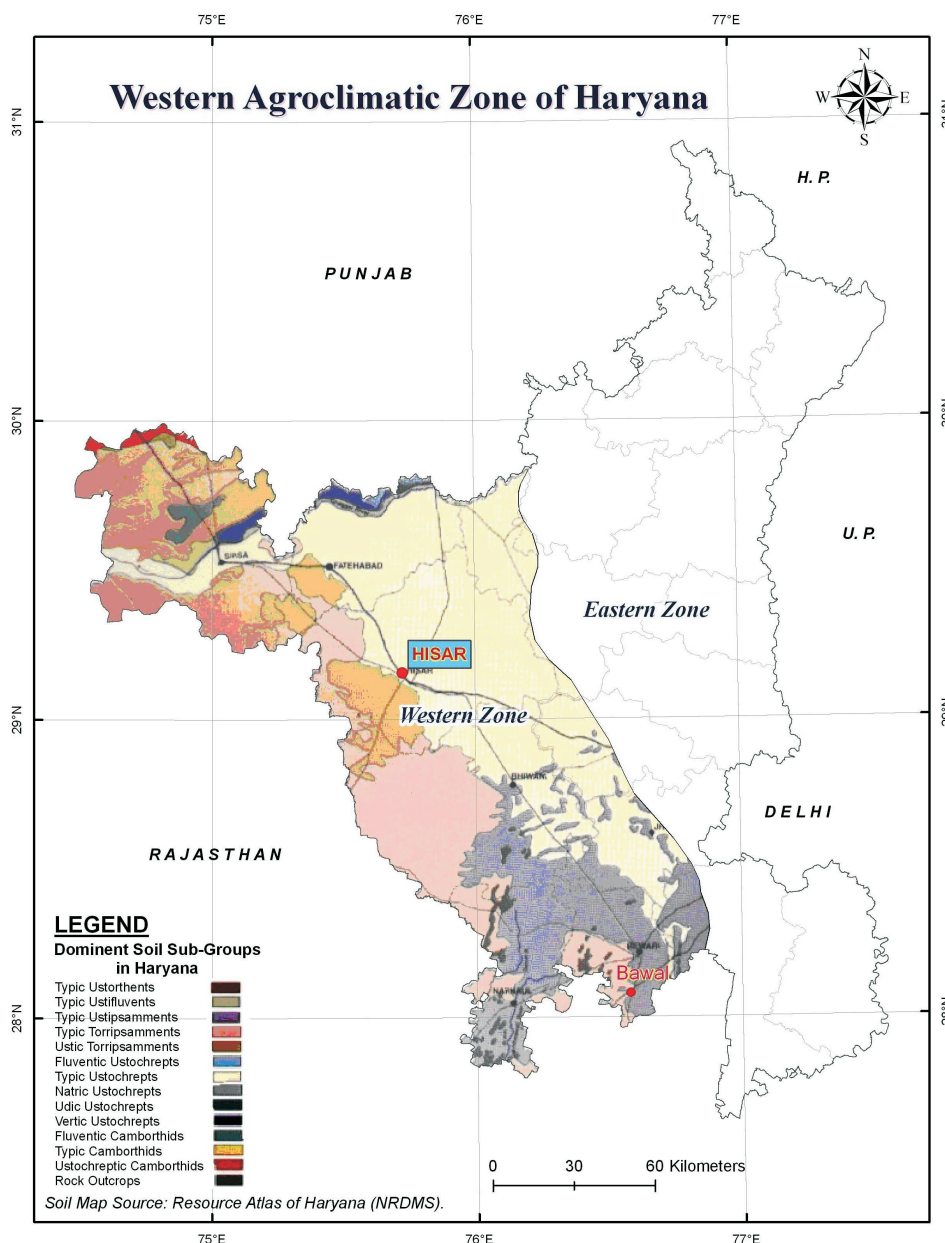 75°E
76°E
77°E
Western Agroclimatic Zone of Haryana
N
W
E
S
31°N
H. P.
PUNJAB
30°N
U. P.
SIRSA
FATEHABAD
Eastern Zone
HISAR
HISAR
29°N
Western Zone
BHIWANI
DELHI
RAJASTHAN
LEGEND
Dominent Soil Sub-Groups
in Haryana
REWARI
Bawal
NARNAUL
28°N
Typic Ustorthents
Typic Ustifluvents
Typic Ustipsamments
Typic Torripsamments
Ustic Torripsamments
Fluventic Ustochrepts
Typic Ustochrepts
Natric Ustochrepts
Udic Ustochrepts
Vertic Ustochrepts
Fluventic Camborthids
Typic Camborthids
Ustochreptic Camborthids
Rock Outcrops
0 30 60 Kilometers
Soil Map Source: Resource Atlas of Haryana (NRDMS).
75°E
76°E
77°E